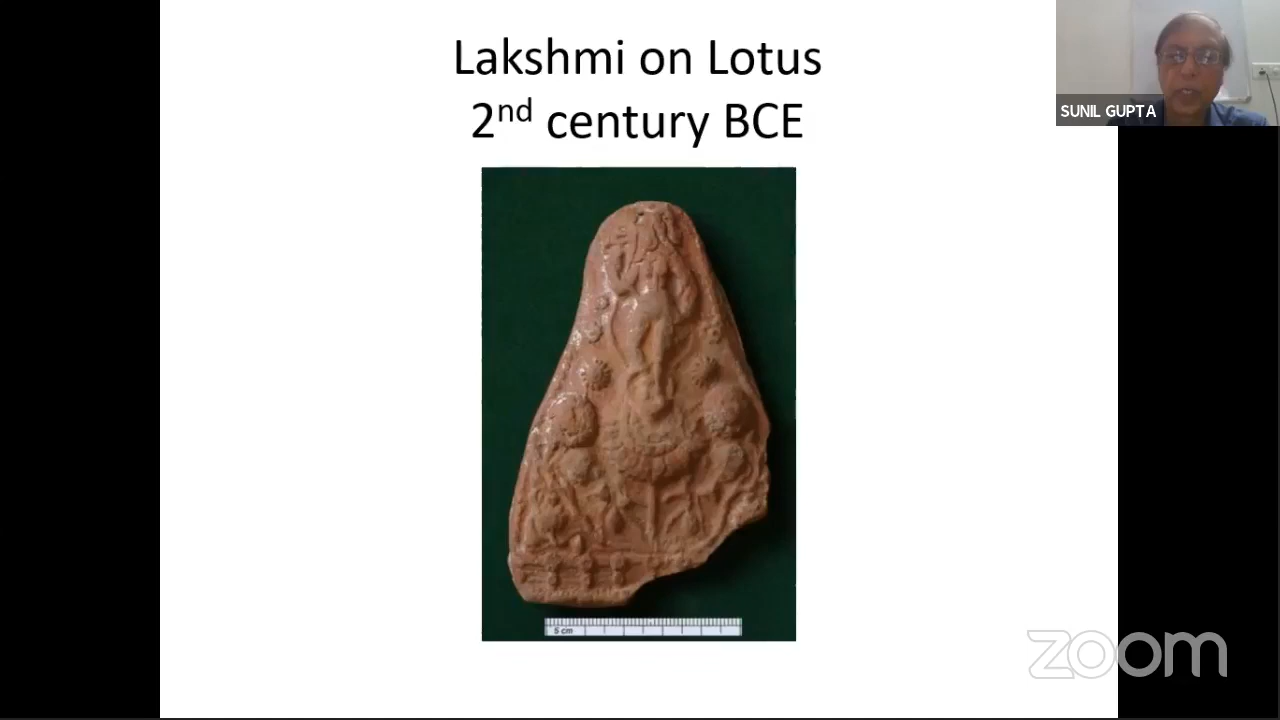 Lakshmi on Lotus
2nd century BCE
SUNIL GUPTA
5 cm
zoom